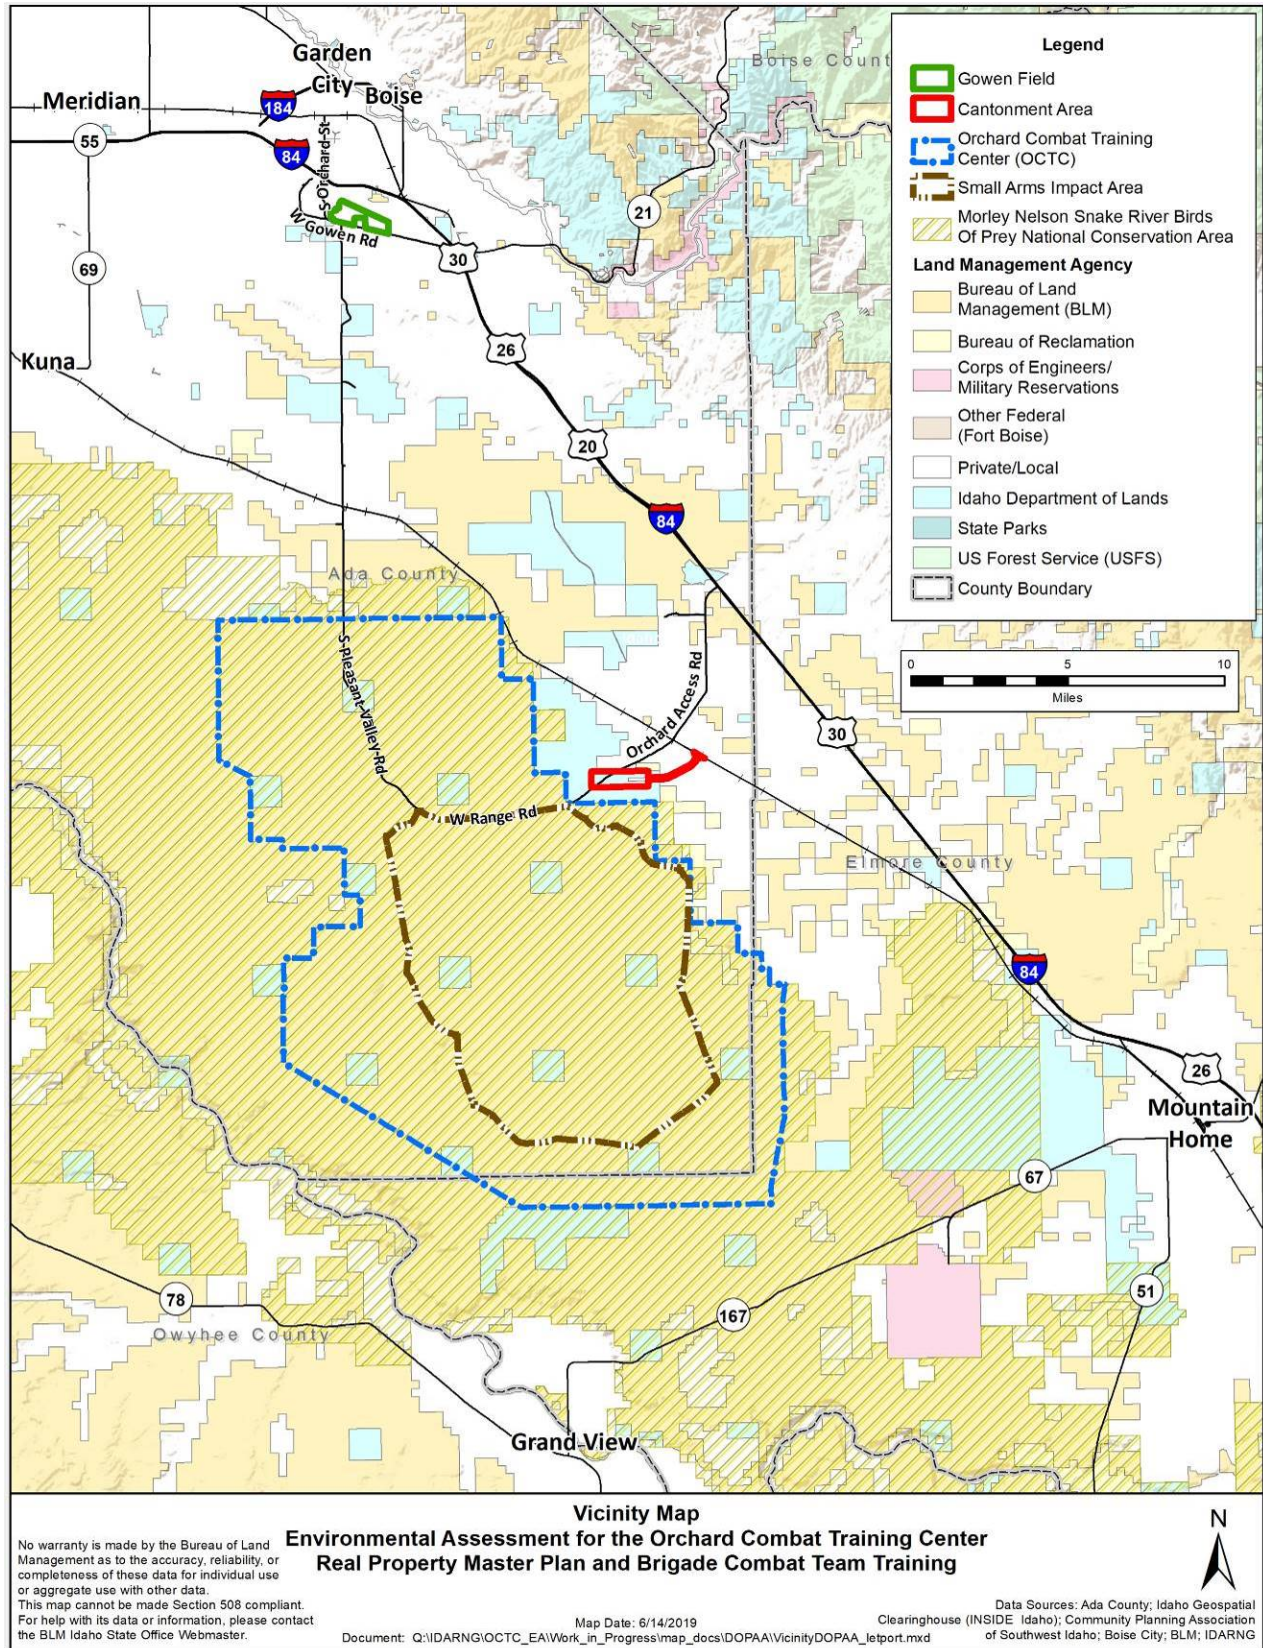 Garden
City
Boise
Meridian
184
55
84
S Orchard St
W Gowen Rd
69
Kuna
30
26
20
84
21
Boise Count
Legend
Gowen Field
Cantonment Area
Orchard Combat Training
Center (OCTC)
Small Arms Impact Area
Morley Nelson Snake River Birds
Of Prey National Conservation Area
Land Management Agency
Bureau of Land
Management (BLM)
Bureau of Reclamation
Corps of Engineers/
Military Reservations
Other Federal
(Fort Boise)
Private/Local
Idaho Department of Lands
State Parks
US Forest Service (USFS)
County Boundary
0 5 10
Miles
Ada County
S Pleasant Valley Rd
Orchard Access Rd
W Range Rd
30
Elmore County
84
26
Mountain
Home
67
51
167
78
Owyhee County
Grand View
Vicinity Map
Environmental Assessment for the Orchard Combat Training Center
Real Property Master Plan and Brigade Combat Team Training
No warranty is made by the Bureau of Land
Management as to the accuracy, reliability, or
completeness of these data for individual use
or aggregate use with other data.
This map cannot be made Section 508 compliant.
For help with its data or information, please contact
the BLM Idaho State Office Webmaster.
Map Date: 6/14/2019
Document: Q:\IDARNG\OCTC_EA\Work_in_Progress\map_docs\DOPAA\VicinityDOPAA_letport.mxd
N
Data Sources: Ada County; Idaho Geospatial
Clearinghouse (INSIDE Idaho); Community Planning Association
of Southwest Idaho; Boise City; BLM; IDARNG